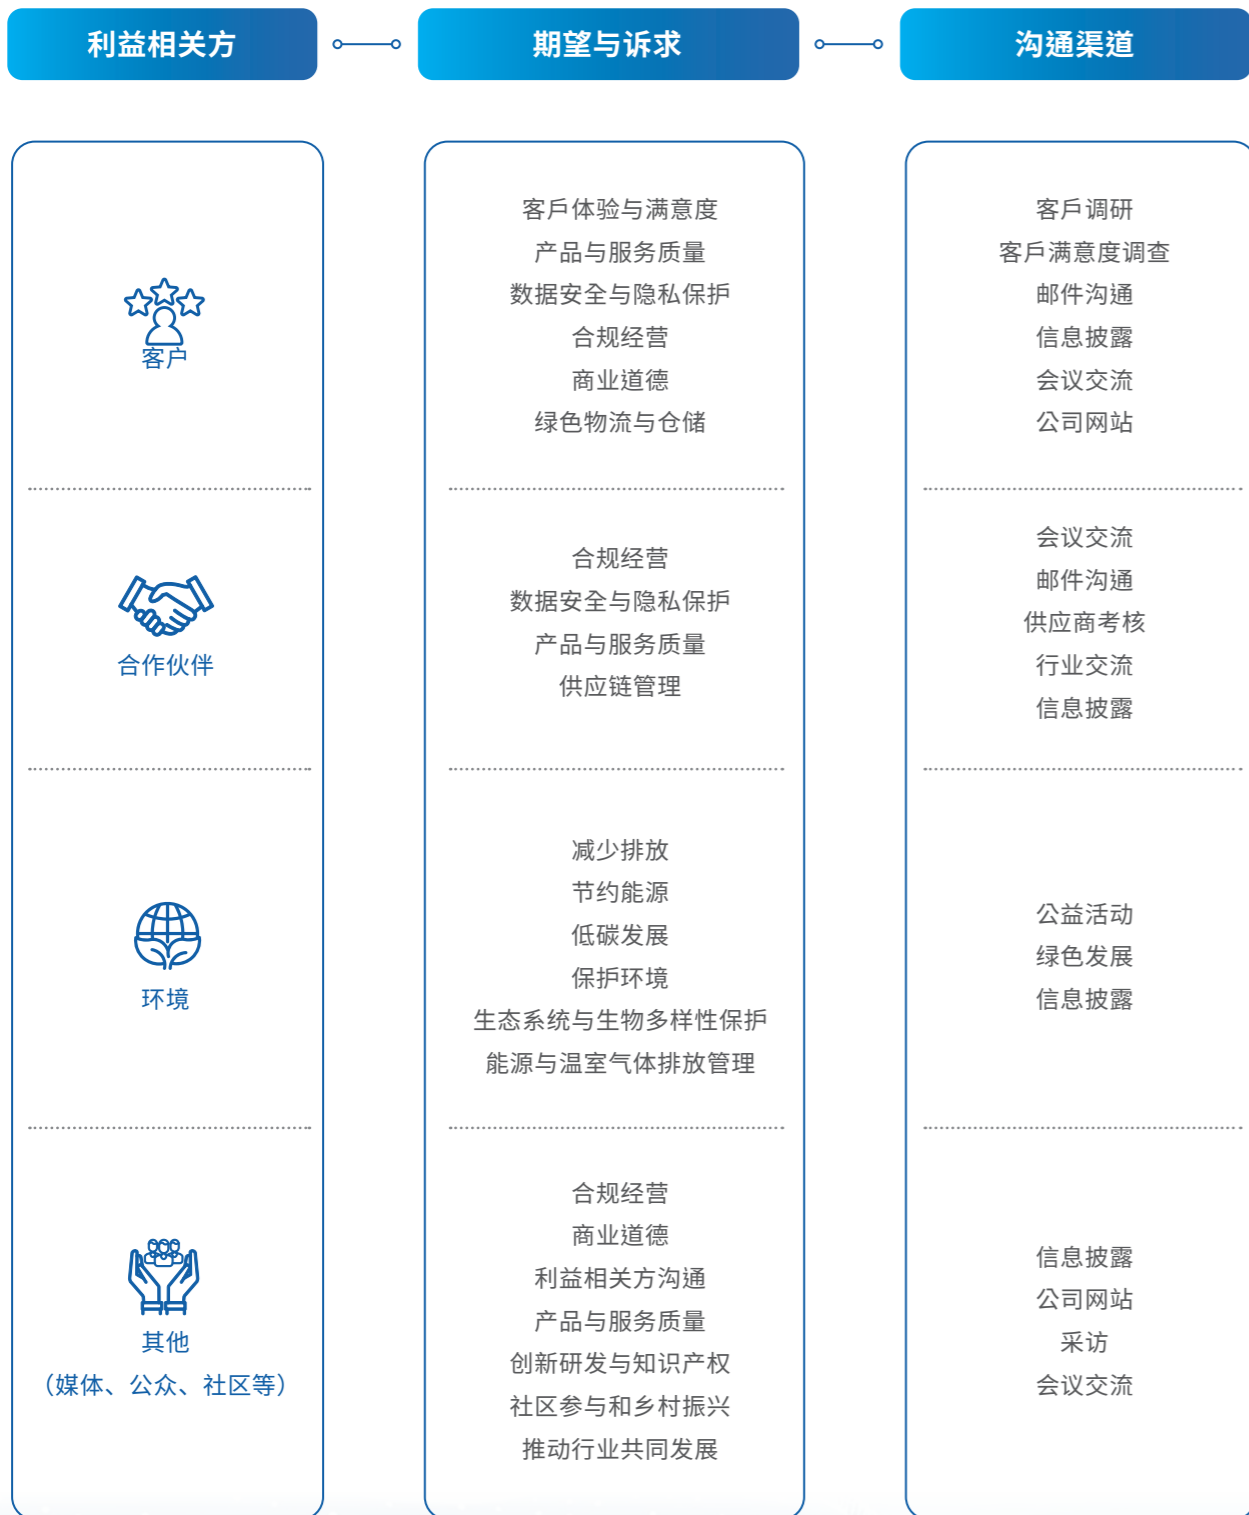 利益相关方
期望与诉求
沟通渠道
客户
客戶体验与满意度
产品与服务质量
数据安全与隐私保护
合规经营
商业道德
绿色物流与仓储
客戶调研
客戶满意度调查
邮件沟通
信息披露
会议交流
公司网站
合作伙伴
合规经营
数据安全与隐私保护
产品与服务质量
供应链管理
会议交流
邮件沟通
供应商考核
行业交流
信息披露
环境
减少排放
节约能源
低碳发展
保护环境
生态系统与生物多样性保护
能源与温室气体排放管理
公益活动
绿色发展
信息披露
其他
（媒体、公众、社区等）
合规经营
商业道德
利益相关方沟通
产品与服务质量
创新研发与知识产权
社区参与和乡村振兴
推动行业共同发展
信息披露
公司网站
采访
会议交流